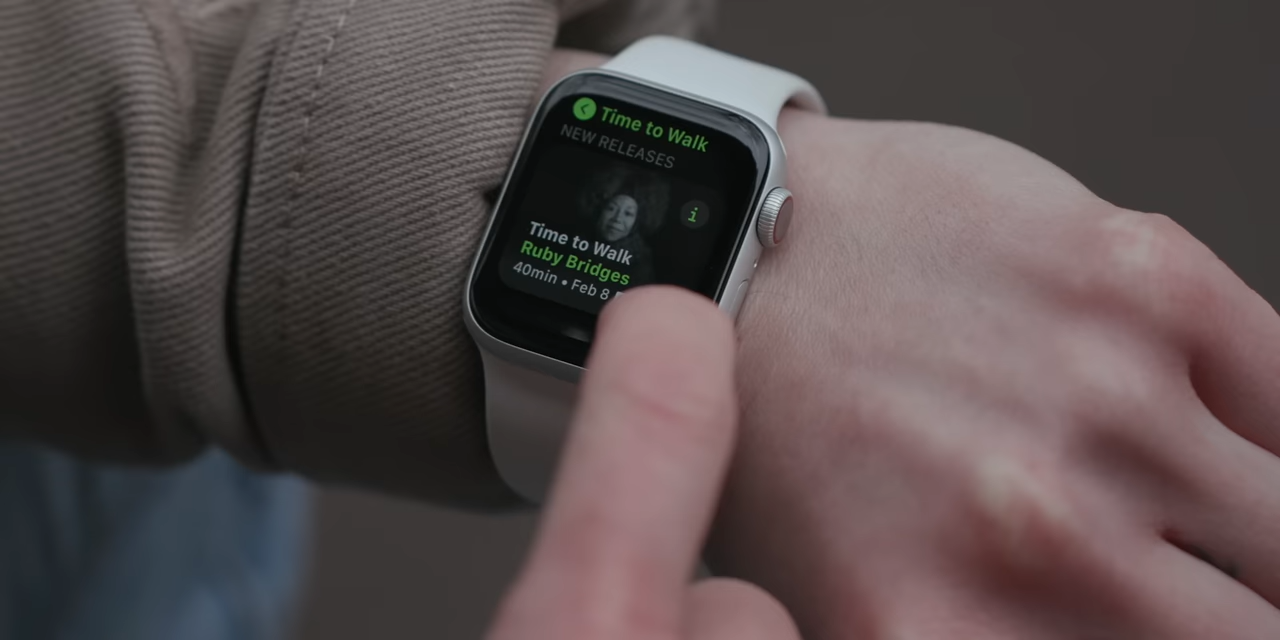 Time to Walk
NEW RELEASES
i
Time to Walk
Ruby Bridges
40min • Feb 8